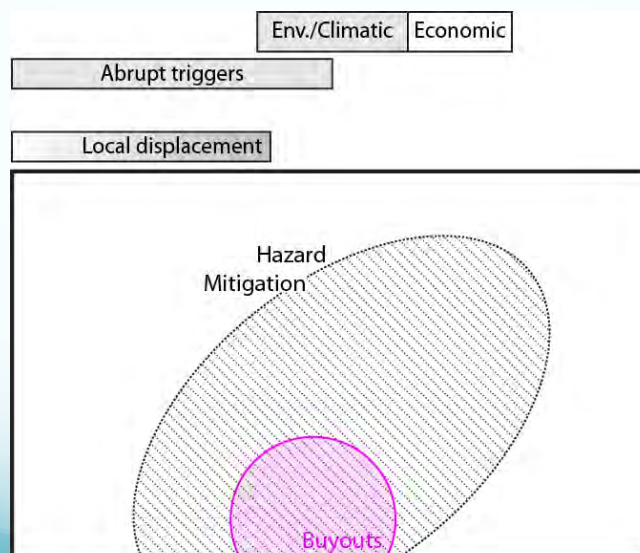 Env./Climatic Economic
Abrupt triggers
Local displacement
Hazard
Mitigation
Buyouts